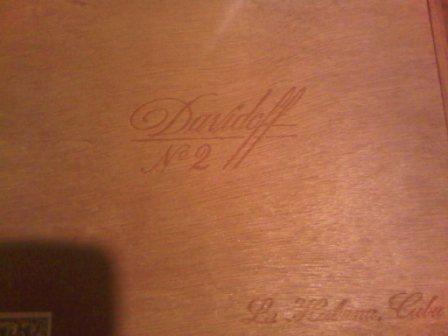 Davidoff
Nº 2
La Habana, Cuba